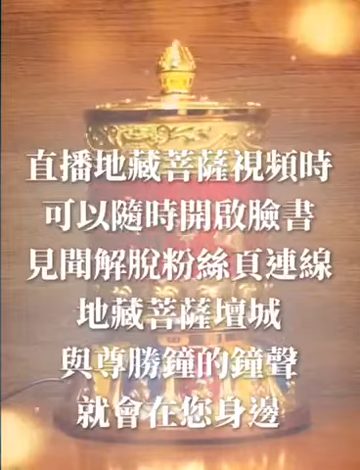 直播地藏菩薩視頻時
可以隨時開啟臉書
見聞解脫粉絲頁連線
地藏菩薩壇城
與尊勝鐘的鐘聲
就會在您身邊